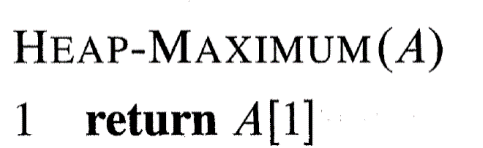 HEAP-MAXIMUM(A)
1 return A[1]